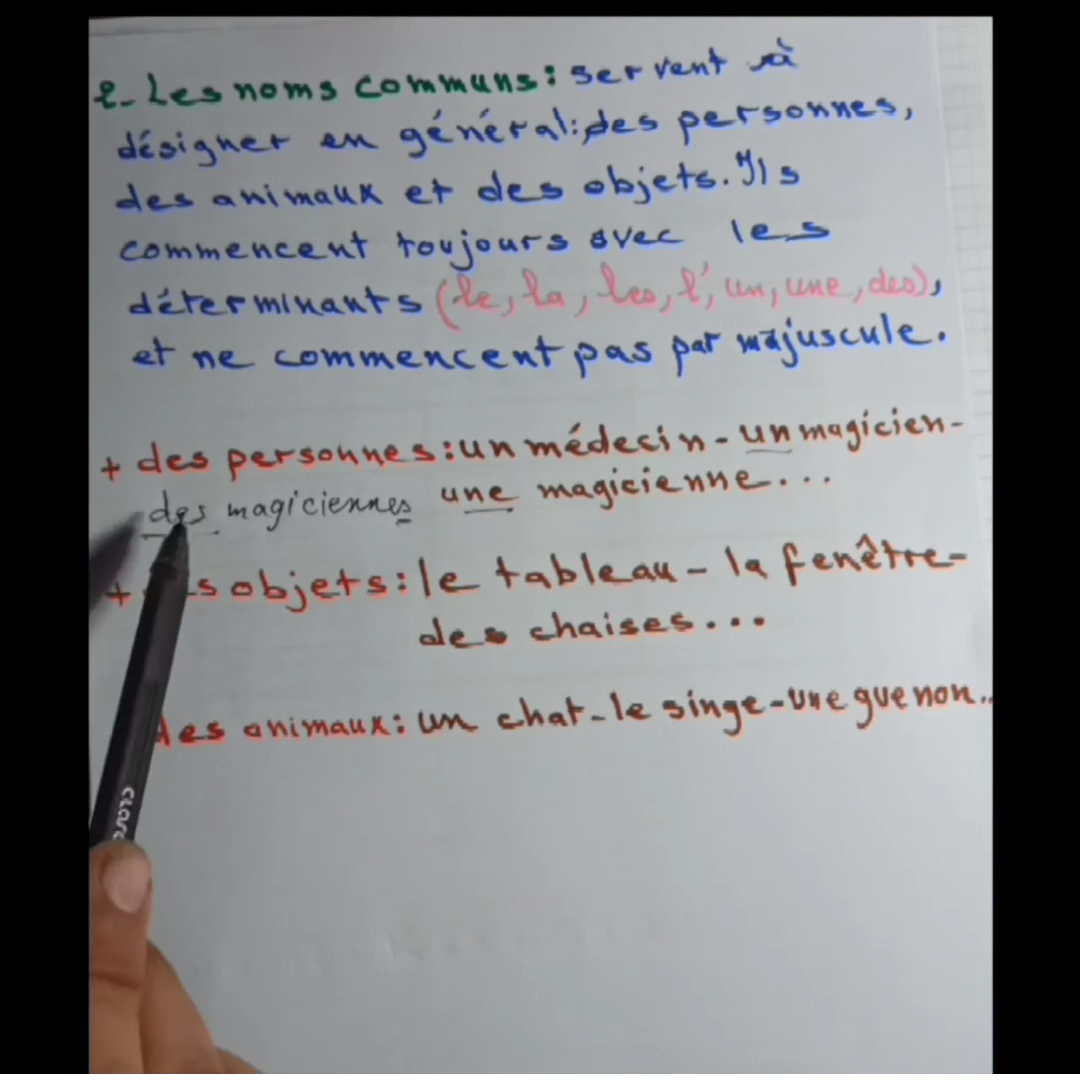 2. Les noms communs: servent à
désigner en général: des personnes,
des animaux et des objets. Ils
commencent toujours avec les
déterminants (le, la, les, l', un, une, des),
et ne commencent pas par majuscule.
+ des personnes: un médecin - un magicien -
des magiciennes une magicienne...
+ objets: le tableau - la fenêtre -
des chaises...
des animaux: un chat - le singe - une guenon..